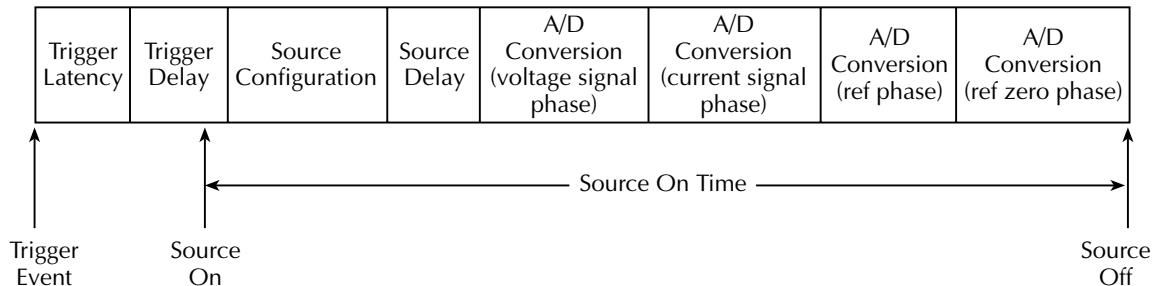 Trigger
Latency
Trigger
Delay
Source
Configuration
Source
Delay
A/D
Conversion
(voltage signal
phase)
A/D
Conversion
(current signal
phase)
A/D
Conversion
(ref phase)
A/D
Conversion
(ref zero phase)
Source On Time
Trigger
Event
Source
On
Source
Off